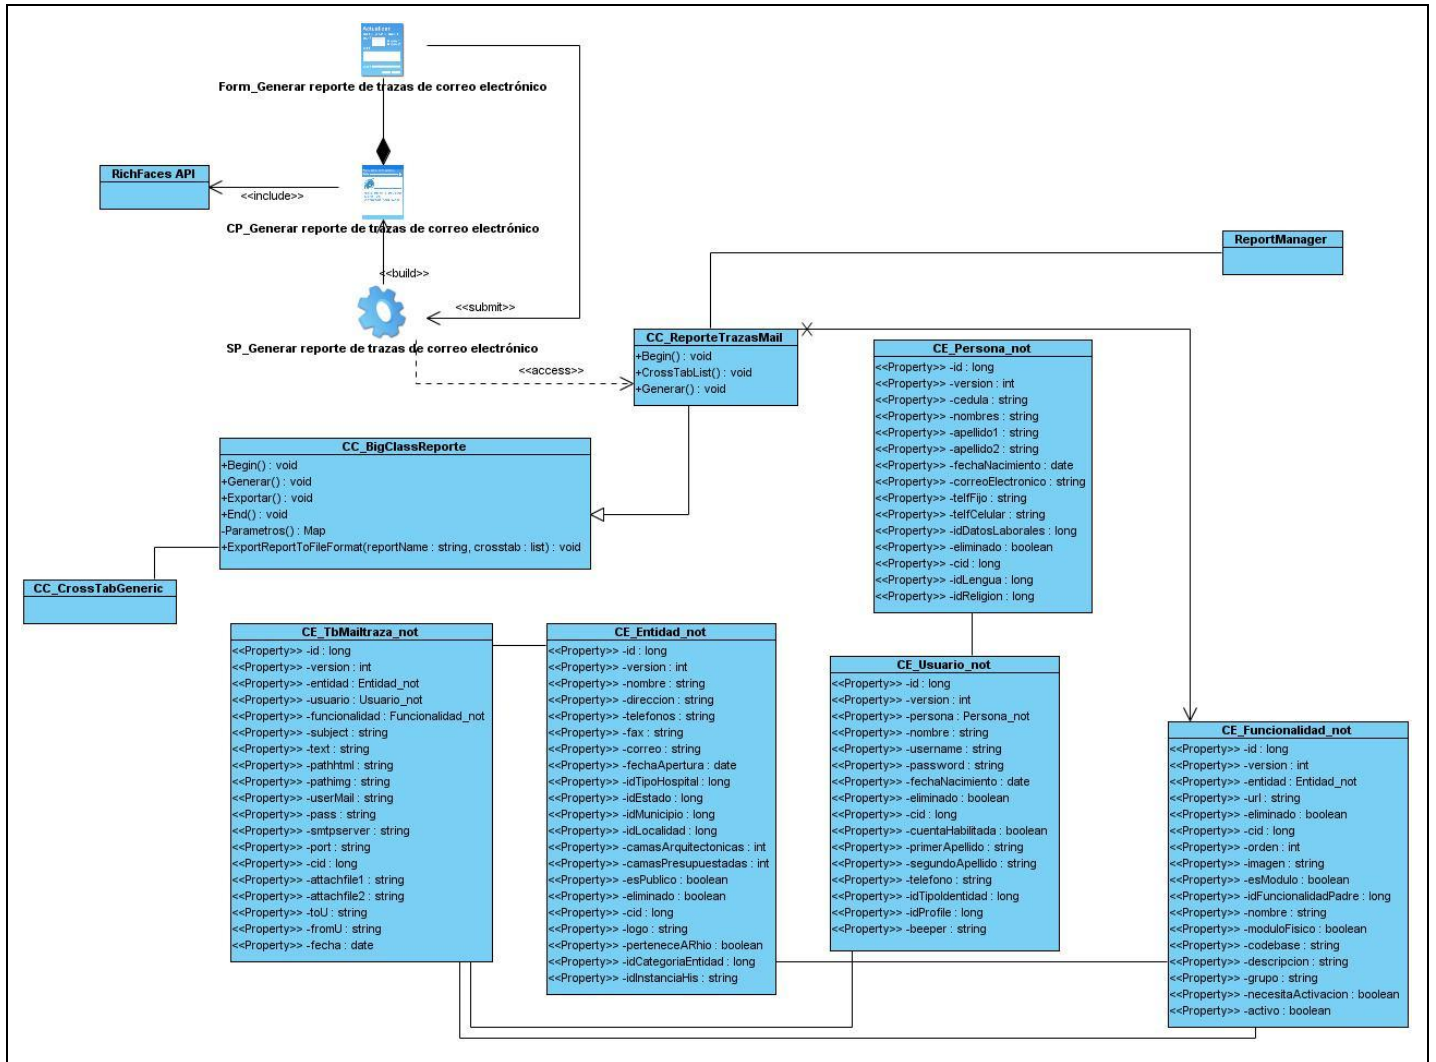 Form_Generar reporte de trazas de correo electrónico
RichFaces API
<<include>>
CP_Generar reporte de trazas de correo electrónico
<<build>>
<<submit>>
SP_Generar reporte de trazas de correo electrónico
<<access>>
ReportManager
CC_ReporteTrazasMail
+Begin() : void
+CrossTabList() : void
+Generar() : void
CC_BigClassReporte
+Begin() : void
+Generar() : void
+Exportar() : void
+End() : void
-Parametros() : Map
+ExportReportToFileFormat(reportName : string, crosstab : list) : void
CC_CrossTabGeneric
CE_Persona_not
<<Property>> -id : long
<<Property>> -version : int
<<Property>> -cedula : string
<<Property>> -nombres : string
<<Property>> -apellido1 : string
<<Property>> -apellido2 : string
<<Property>> -fechaNacimiento : date
<<Property>> -correoElectronico : string
<<Property>> -telfFijo : string
<<Property>> -telfCelular : string
<<Property>> -idDatosLaborales : long
<<Property>> -eliminado : boolean
<<Property>> -cid : long
<<Property>> -idLengua : long
<<Property>> -idReligion : long
CE_TbMailtraza_not
<<Property>> -id : long
<<Property>> -version : int
<<Property>> -entidad : Entidad_not
<<Property>> -usuario : Usuario_not
<<Property>> -funcionalidad : Funcionalidad_not
<<Property>> -subject : string
<<Property>> -text : string
<<Property>> -pathhtml : string
<<Property>> -pathimg : string
<<Property>> -userMail : string
<<Property>> -pass : string
<<Property>> -smtpserver : string
<<Property>> -port : string
<<Property>> -cid : long
<<Property>> -attachfile1 : string
<<Property>> -attachfile2 : string
<<Property>> -toU : string
<<Property>> -fromU : string
<<Property>> -fecha : date
CE_Entidad_not
<<Property>> -id : long
<<Property>> -version : int
<<Property>> -nombre : string
<<Property>> -direccion : string
<<Property>> -telefonos : string
<<Property>> -fax : string
<<Property>> -correo : string
<<Property>> -fechaApertura : date
<<Property>> -idTipoHospital : long
<<Property>> -idEstado : long
<<Property>> -idMunicipio : long
<<Property>> -idLocalidad : long
<<Property>> -camasArquitectonicas : int
<<Property>> -camasPresupuestadas : int
<<Property>> -esPublico : boolean
<<Property>> -eliminado : boolean
<<Property>> -cid : long
<<Property>> -logo : string
<<Property>> -perteneceARhio : boolean
<<Property>> -idCategoriaEntidad : long
<<Property>> -idInstanciaHis : string
CE_Usuario_not
<<Property>> -id : long
<<Property>> -version : int
<<Property>> -persona : Persona_not
<<Property>> -nombre : string
<<Property>> -username : string
<<Property>> -password : string
<<Property>> -fechaNacimiento : date
<<Property>> -eliminado : boolean
<<Property>> -cid : long
<<Property>> -cuentaHabilitada : boolean
<<Property>> -primerApellido : string
<<Property>> -segundoApellido : string
<<Property>> -telefono : string
<<Property>> -idTipoIdentidad : long
<<Property>> -idProfile : long
<<Property>> -beeper : string
CE_Funcionalidad_not
<<Property>> -id : long
<<Property>> -version : int
<<Property>> -entidad : Entidad_not
<<Property>> -url : string
<<Property>> -eliminado : boolean
<<Property>> -cid : long
<<Property>> -orden : int
<<Property>> -imagen : string
<<Property>> -esModulo : boolean
<<Property>> -idFuncionalidadPadre : long
<<Property>> -nombre : string
<<Property>> -moduloFisico : boolean
<<Property>> -codebase : string
<<Property>> -descripcion : string
<<Property>> -grupo : string
<<Property>> -necesitaActivacion : boolean
<<Property>> -activo : boolean